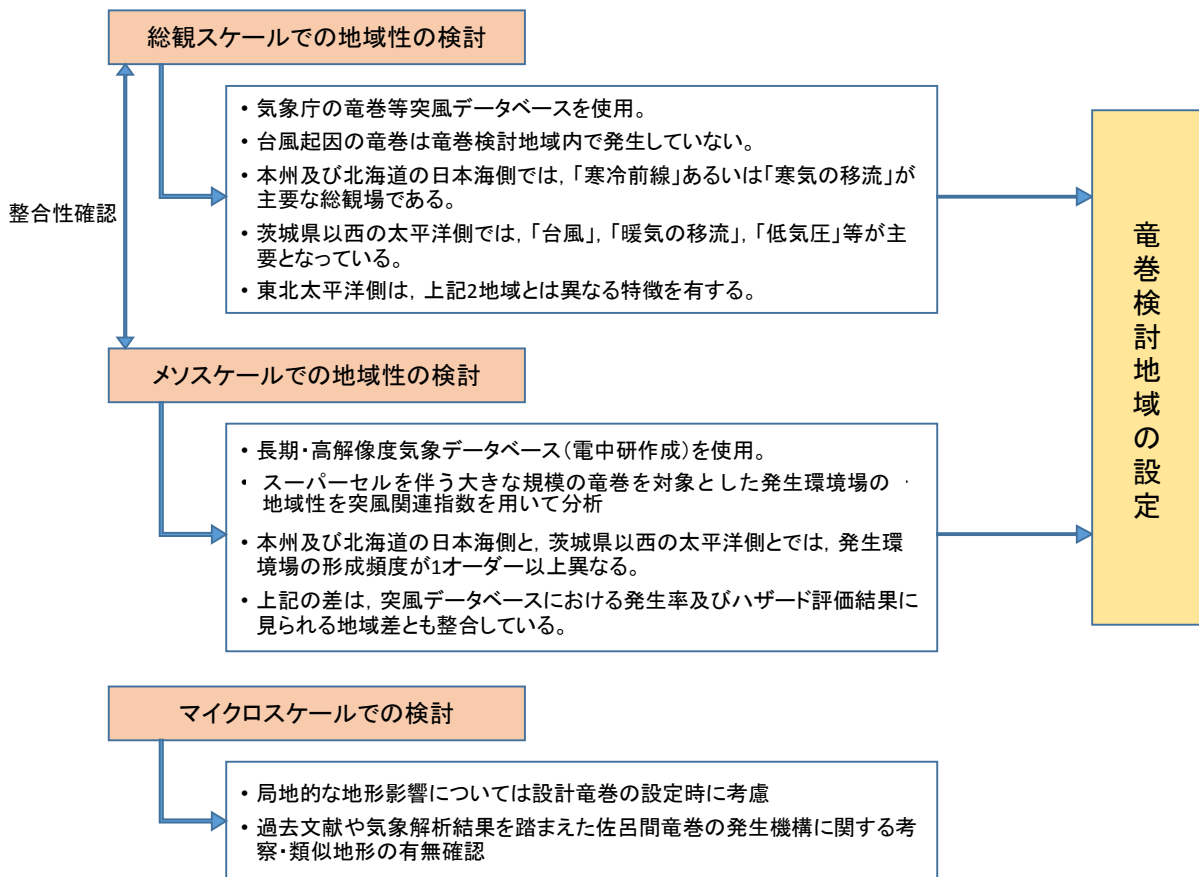 総観スケールでの地域性の検討
・気象庁の竜巻等突風データベースを使用。
・台風起因の竜巻は竜巻検討地域内で発生していない。
・本州及び北海道の日本海側では,「寒冷前線」あるいは「寒気の移流」が
主要な総観場である。
・茨城県以西の太平洋側では,「台風」,「暖気の移流」,「低気圧」等が主
要となっている。
・東北太平洋側は,上記2地域とは異なる特徴を有する。
整合性確認
メソスケールでの地域性の検討
・長期・高解像度気象データベース(電中研作成)を使用。
・スーパーセルを伴う大きな規模の竜巻を対象とした発生環境場の
地域性を突風関連指数を用いて分析
・本州及び北海道の日本海側と,茨城県以西の太平洋側とでは,発生環
境場の形成頻度が1オーダー以上異なる。
・上記の差は,突風データベースにおける発生率及びハザード評価結果に
見られる地域差とも整合している。
竜巻検討地域の設定
マイクロスケールでの検討
・局地的な地形影響については設計竜巻の設定時に考慮
・過去文献や気象解析結果を踏まえた佐呂間竜巻の発生機構に関する考
察・類似地形の有無確認